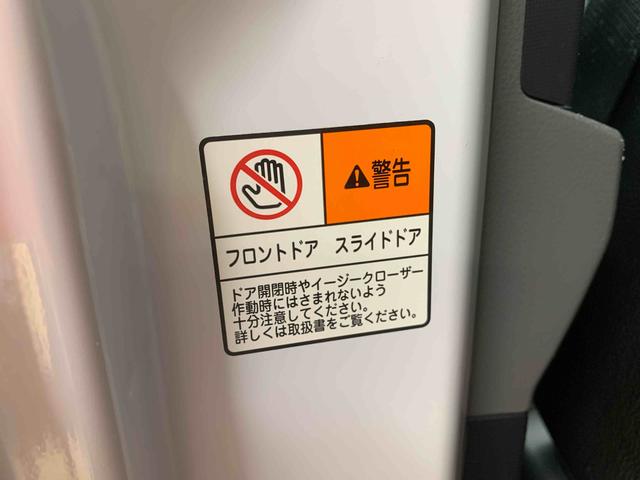 警告
フロントドア　スライドドア
ドア開閉時やイージークローザー
作動時にはさまれないよう
十分注意してください。
詳しくは取扱書をご覧ください。